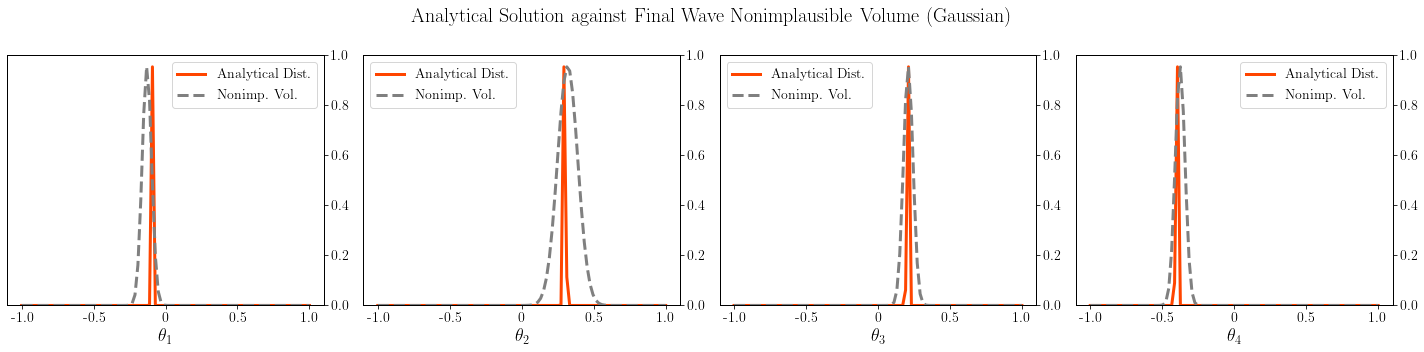 Analytical Solution against Final Wave Nonimplausible Volume (Gaussian)
Analytical Dist.
Nonimp. Vol.
1.0
0.8
0.6
0.4
0.2
0.0
-1.0 -0.5 0 0.5 1.0
θ1
Analytical Dist.
Nonimp. Vol.
1.0
0.8
0.6
0.4
0.2
0.0
-1.0 -0.5 0 0.5 1.0
θ2
Analytical Dist.
Nonimp. Vol.
1.0
0.8
0.6
0.4
0.2
0.0
-1.0 -0.5 0 0.5 1.0
θ3
Analytical Dist.
Nonimp. Vol.
1.0
0.8
0.6
0.4
0.2
0.0
-1.0 -0.5 0 0.5 1.0
θ4